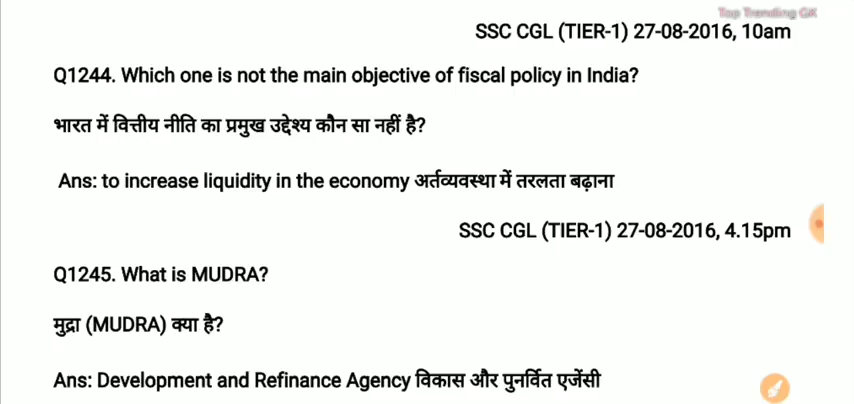 Top Trending GK
SSC CGL (TIER-1) 27-08-2016, 10am
Q1244. Which one is not the main objective of fiscal policy in India?
भारत में वित्तीय नीति का प्रमुख उद्देश्य कौन सा नहीं है?
Ans: to increase liquidity in the economy अर्तव्यवस्था में तरलता बढ़ाना
SSC CGL (TIER-1) 27-08-2016, 4.15pm
Q1245. What is MUDRA?
मुद्रा (MUDRA) क्या है?
Ans: Development and Refinance Agency विकास और पुनर्वित एजेंसी